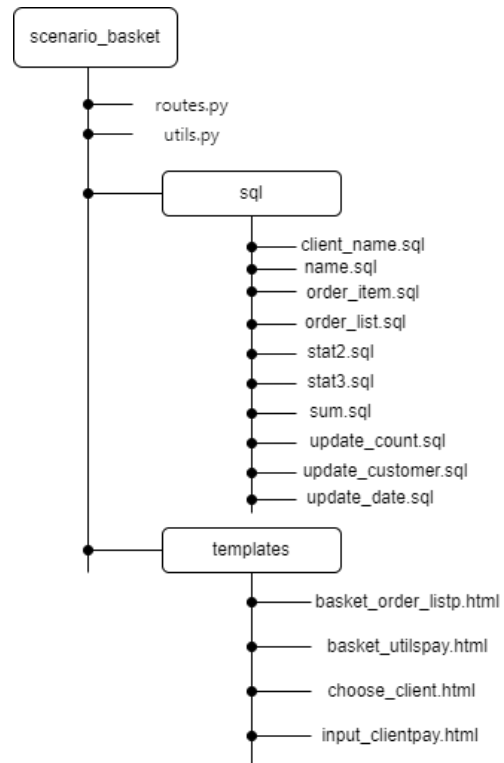 scenario_basket
routes.py
utils.py
sql
client_name.sql
name.sql
order_item.sql
order_list.sql
stat2.sql
stat3.sql
sum.sql
update_count.sql
update_customer.sql
update_date.sql
templates
basket_order_listp.html
basket_utilspay.html
choose_client.html
input_clientpay.html